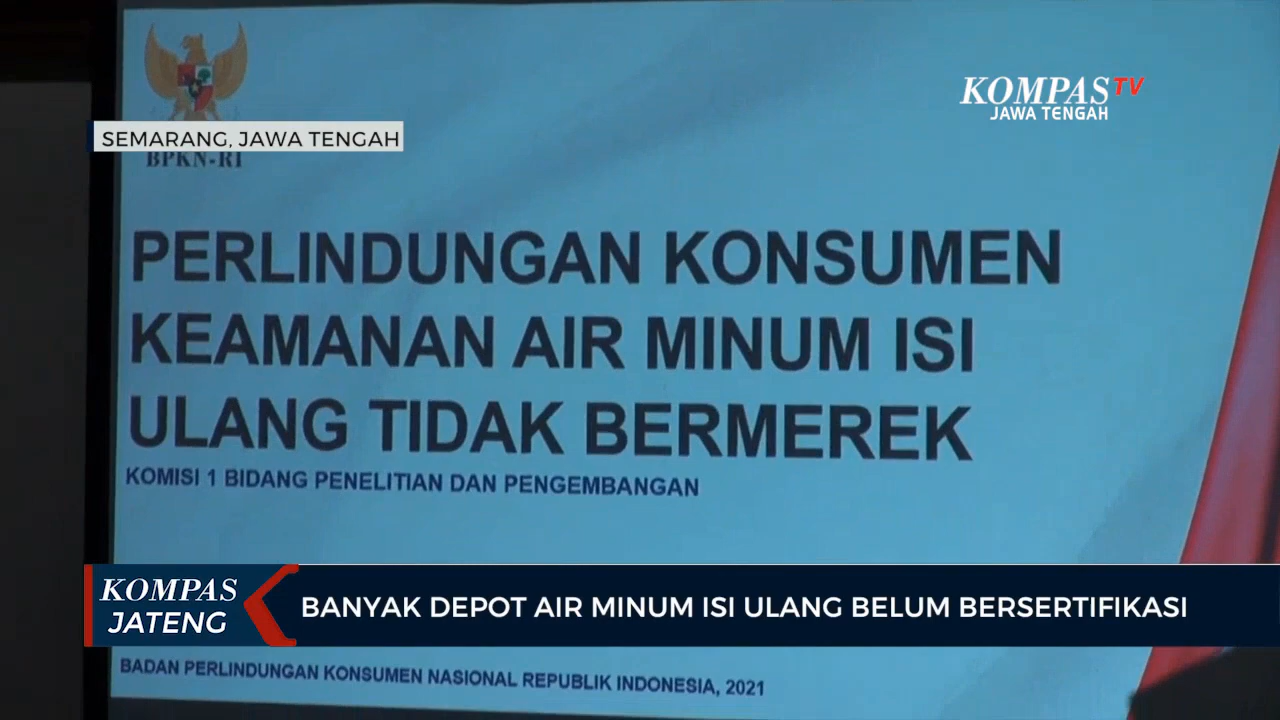 KOMPAS TV
JAWA TENGAH
SEMARANG, JAWA TENGAH
BPKN-RI
PERLINDUNGAN KONSUMEN
KEAMANAN AIR MINUM ISI
ULANG TIDAK BERMEREK
KOMISI 1 BIDANG PENELITIAN DAN PENGEMBANGAN
KOMPAS
JATENG
BANYAK DEPOT AIR MINUM ISI ULANG BELUM BERSERTIFIKASI
BADAN PERLINDUNGAN KONSUMEN NASIONAL REPUBLIK INDONESIA, 2021